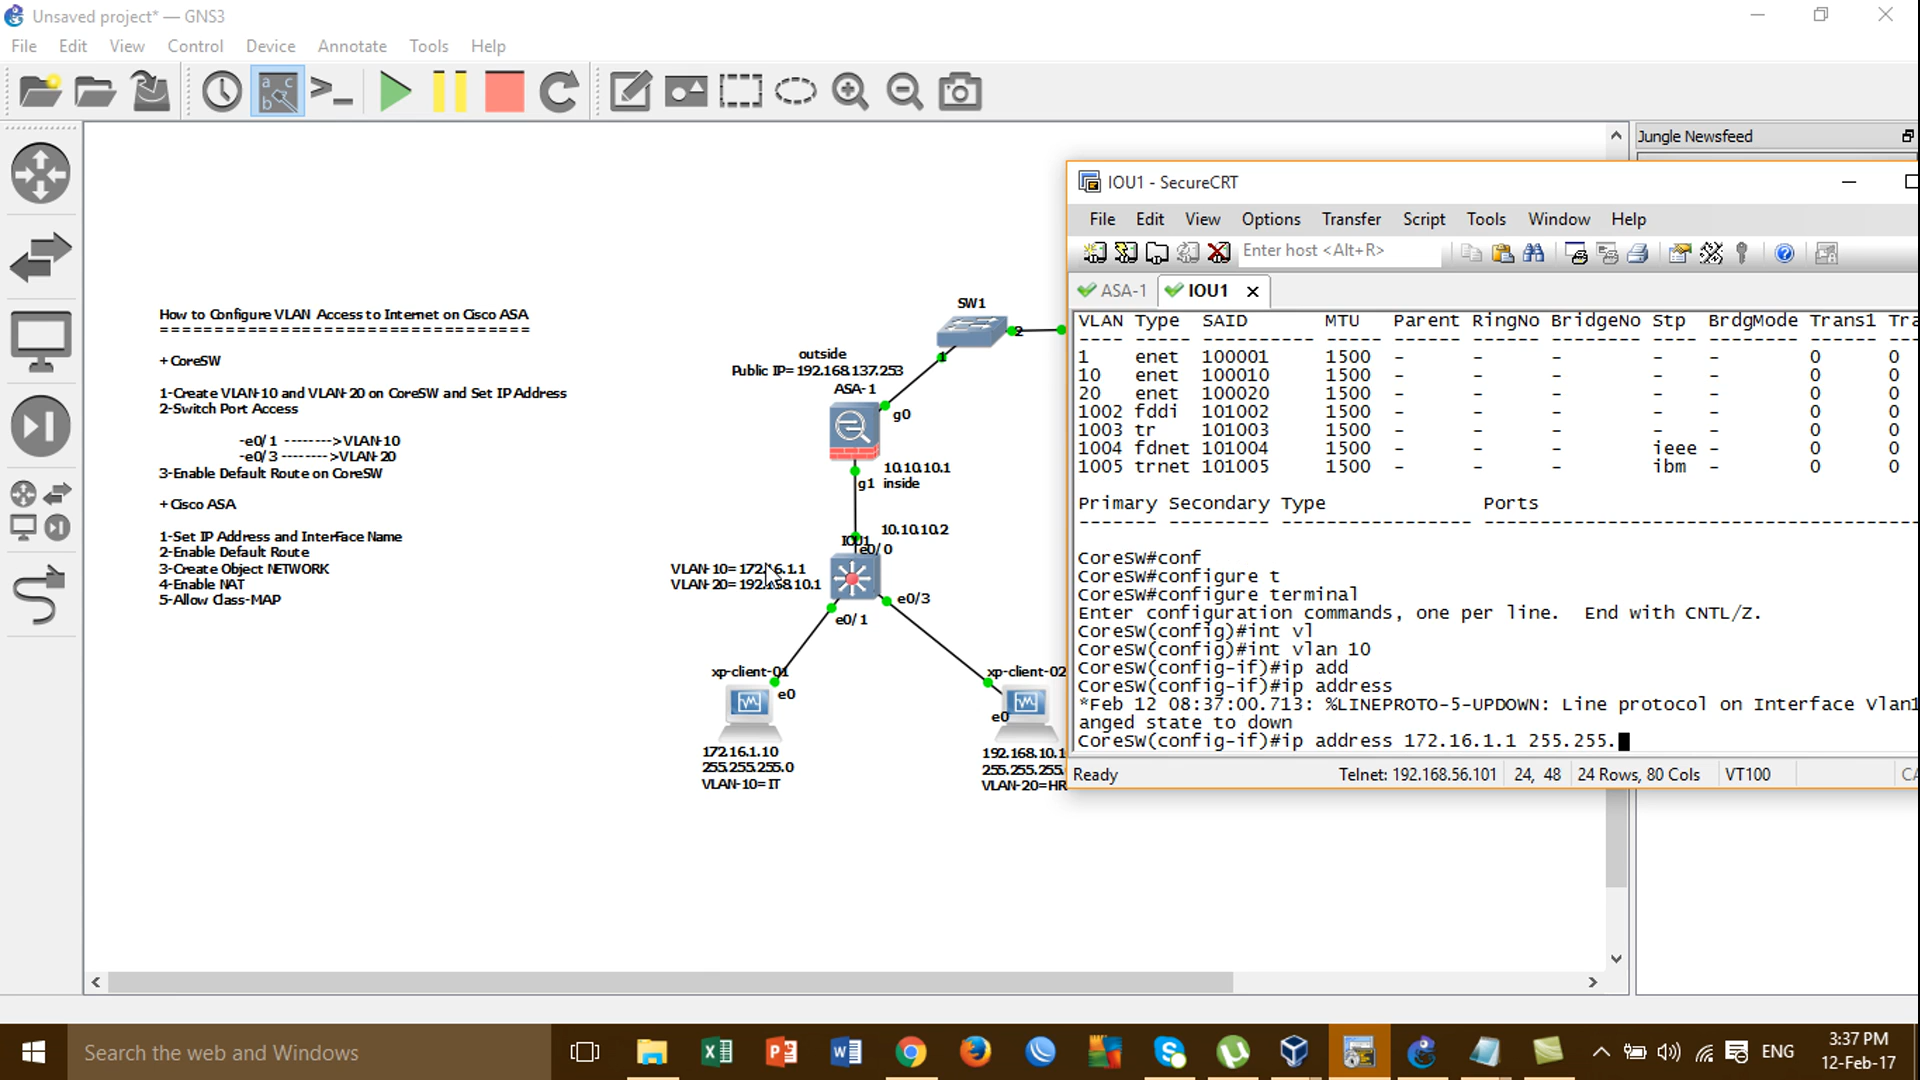 Unsaved project* — GNS3
File Edit View Control Device Annotate Tools Help
Jungle Newsfeed
How to Configure VLAN Access to Internet on Cisco ASA
==================================
+ CoreSW
1-Create VLAN-10 and VLAN-20 on CoreSW and Set IP Address
2-Switch Port Access
-e0/1 -------->VLAN-10
-e0/3 -------->VLAN-20
3-Enable Default Route on CoreSW
+ Cisco ASA
1-Set IP Address and InterFace Name
2-Enable Default Route
3-Create Object NETWORK
4-Enable NAT
5-Allow Class-MAP
SW1
2
1
outside
Public IP= 192.168.137.253
ASA-1
g0
10.10.10.1
g1 inside
10.10.10.2
IOU1
e0/0
VLAN-10= 172.16.1.1
VLAN-20= 192.168.10.1
e0/3
e0/1
xp-client-01
e0
172.16.1.10
255.255.255.0
VLAN-10= IT
xp-client-02
e0
192.168.10.1
255.255.255.
VLAN-20=HR
IOU1 - SecureCRT
File Edit View Options Transfer Script Tools Window Help
Enter host <Alt+R>
ASA-1 IOU1
VLAN Type SAID MTU Parent RingNo BridgeNo Stp BrdgMode Trans1 Tra
---- ----- ---------- ----- ------ ------ -------- ---- -------- ------ ---
1 enet 100001 1500 - - - - - 0 0
10 enet 100010 1500 - - - - - 0 0
20 enet 100020 1500 - - - - - 0 0
1002 fddi 101002 1500 - - - - - 0 0
1003 tr 101003 1500 - - - - - 0 0
1004 fdnet 101004 1500 - - - ieee - 0 0
1005 trnet 101005 1500 - - - ibm - 0 0
Primary Secondary Type Ports
------- --------- ----------------- ---------------------------------------
CoreSW#conf
CoreSW#configure t
CoreSW#configure terminal
Enter configuration commands, one per line. End with CNTL/Z.
CoreSW(config)#int vl
CoreSW(config)#int vlan 10
CoreSW(config-if)#ip add
CoreSW(config-if)#ip address
*Feb 12 08:37:00.713: %LINEPROTO-5-UPDOWN: Line protocol on Interface Vlan1
anged state to down
CoreSW(config-if)#ip address 172.16.1.1 255.255.
Ready Telnet: 192.168.56.101 24, 48 24 Rows, 80 Cols VT100 CA
Search the web and Windows
ENG
3:37 PM
12-Feb-17